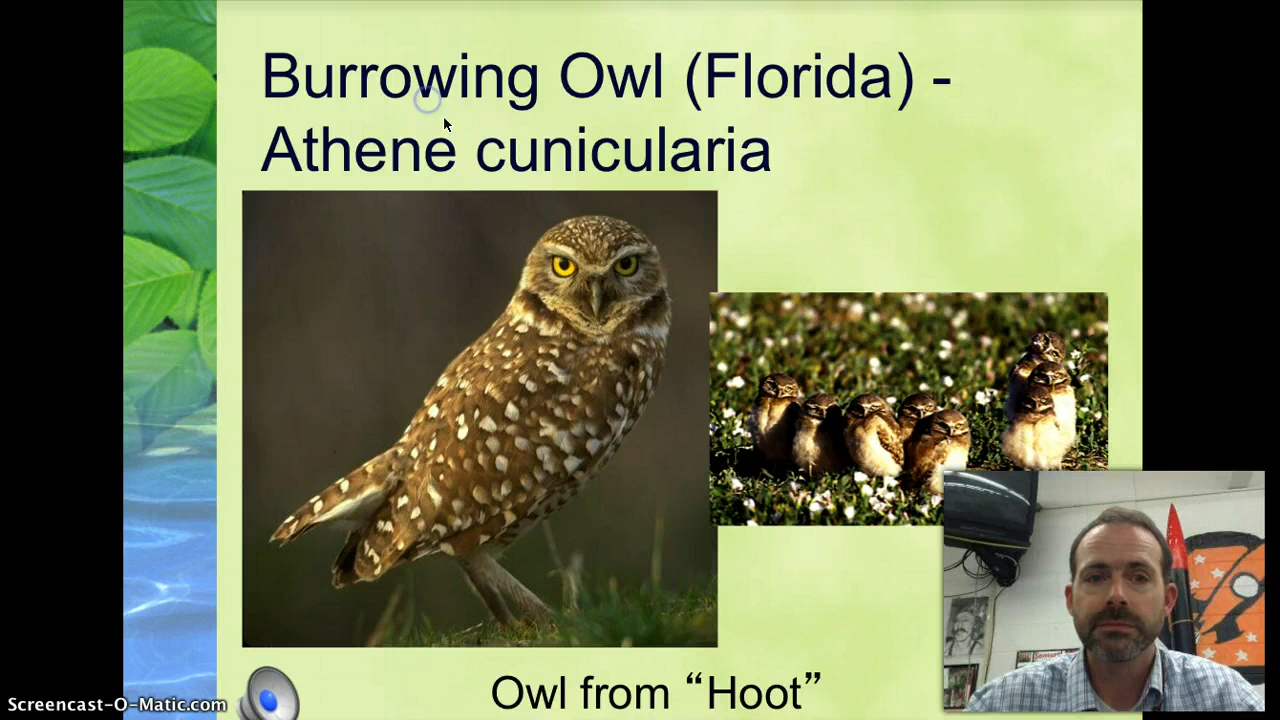 Burrowing Owl (Florida) -
Athene cunicularia
Owl from “Hoot”
Screencast-O-Matic.com